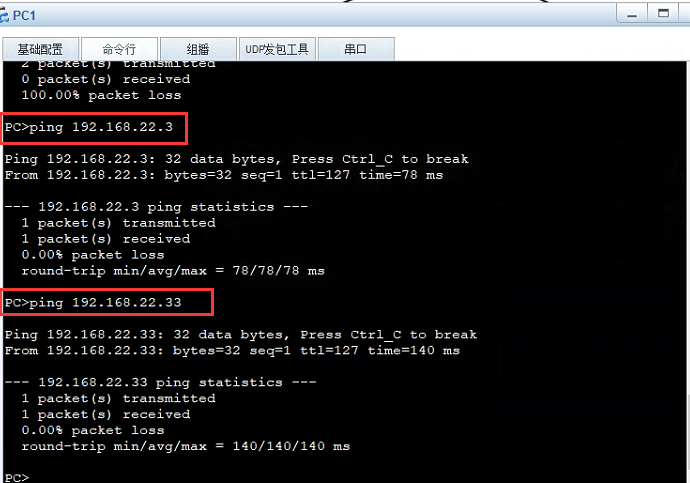 PC1
基础配置 命令行 组播 UDP发包工具 串口
2 packet(s) transmitted
0 packet(s) received
100.00% packet loss
PC>ping 192.168.22.3
Ping 192.168.22.3: 32 data bytes, Press Ctrl_C to break
From 192.168.22.3: bytes=32 seq=1 ttl=127 time=78 ms
--- 192.168.22.3 ping statistics ---
1 packet(s) transmitted
1 packet(s) received
0.00% packet loss
round-trip min/avg/max = 78/78/78 ms
PC>ping 192.168.22.33
Ping 192.168.22.33: 32 data bytes, Press Ctrl_C to break
From 192.168.22.33: bytes=32 seq=1 ttl=127 time=140 ms
--- 192.168.22.33 ping statistics ---
1 packet(s) transmitted
1 packet(s) received
0.00% packet loss
round-trip min/avg/max = 140/140/140 ms
PC>